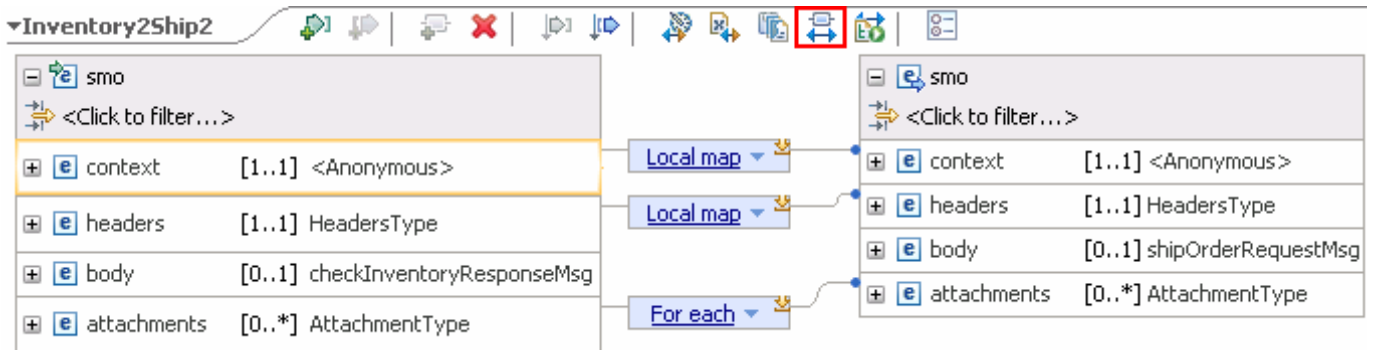 Inventory2Ship2
smo
<Click to filter...>
context [1..1] <Anonymous>
headers [1..1] HeadersType
body [0..1] checkInventoryResponseMsg
attachments [0..*] AttachmentType
Local map
Local map
For each
smo
<Click to filter...>
context [1..1] <Anonymous>
headers [1..1] HeadersType
body [0..1] shipOrderRequestMsg
attachments [0..*] AttachmentType